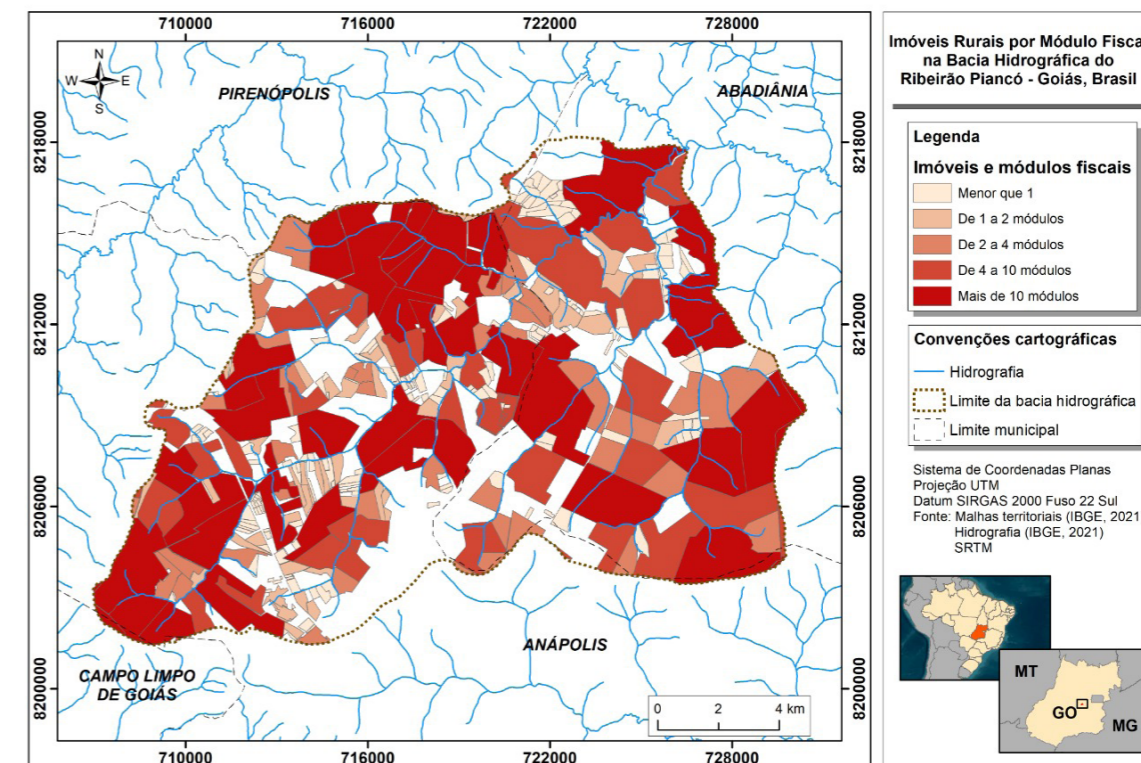 710000 716000 722000 728000
N
W E
S
PIRENÓPOLIS
ABADIÂNIA
8218000
8212000
8206000
8200000
8218000
8212000
8206000
8200000
CAMPO LIMPO
DE GOIÁS
ANÁPOLIS
0 2 4 km
710000 716000 722000 728000
Imóveis Rurais por Módulo Fisca
na Bacia Hidrográfica do
Ribeirão Piancó - Goiás, Brasil
Legenda
Imóveis e módulos fiscais
Menor que 1
De 1 a 2 módulos
De 2 a 4 módulos
De 4 a 10 módulos
Mais de 10 módulos
Convenções cartográficas
Hidrografia
Limite da bacia hidrográfica
Limite municipal
Sistema de Coordenadas Planas
Projeção UTM
Datum SIRGAS 2000 Fuso 22 Sul
Fonte: Malhas territoriais (IBGE, 2021
Hidrografia (IBGE, 2021)
SRTM
MT
GO
MG